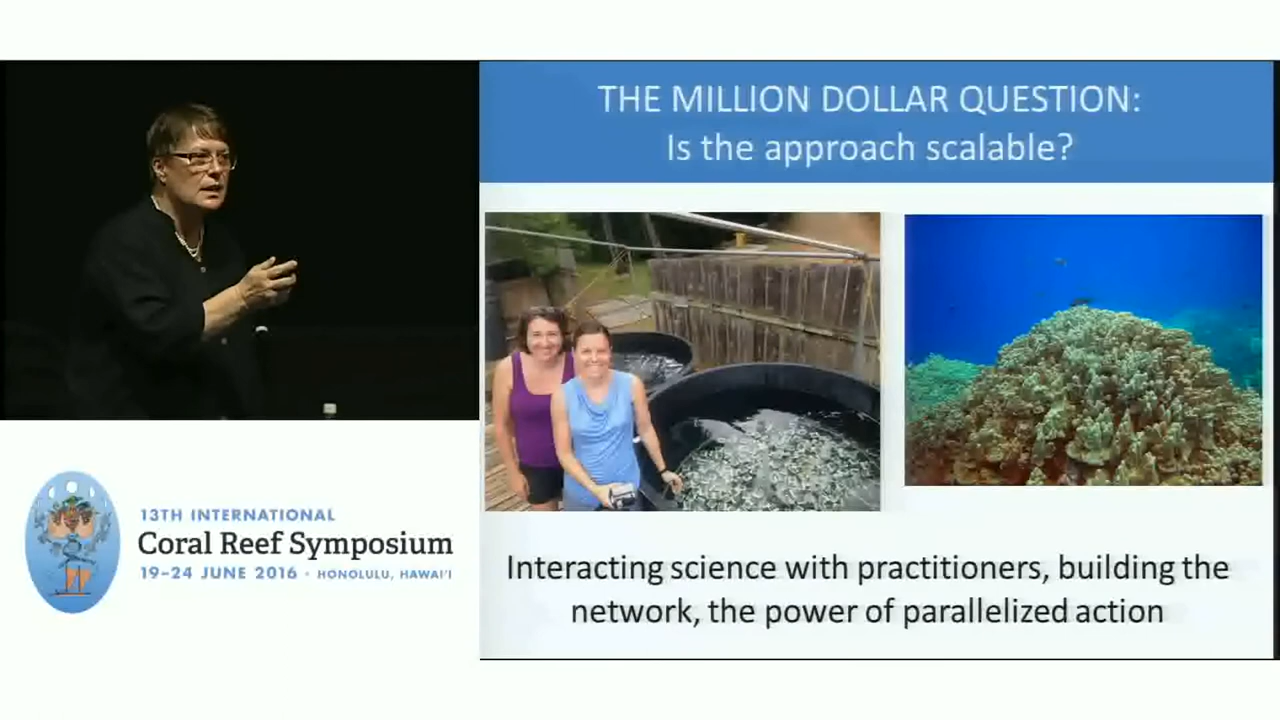 THE MILLION DOLLAR QUESTION:
Is the approach scalable?
13TH INTERNATIONAL
Coral Reef Symposium
19–24 JUNE 2016 · HONOLULU, HAWAI'I
Interacting science with practitioners, building the
network, the power of parallelized action